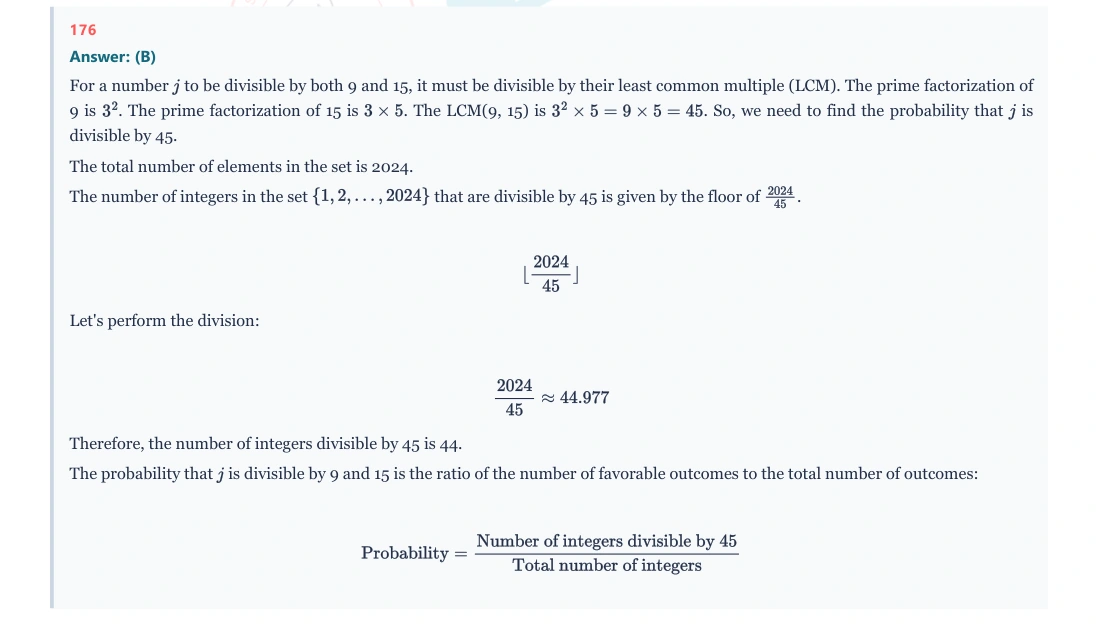 176
Answer: (B)
For a number j to be divisible by both 9 and 15, it must be divisible by their least common multiple (LCM). The prime factorization of
9 is 3². The prime factorization of 15 is 3 × 5. The LCM(9, 15) is 3² × 5 = 9 × 5 = 45. So, we need to find the probability that j is
divisible by 45.
The total number of elements in the set is 2024.
The number of integers in the set {1, 2, . . . , 2024} that are divisible by 45 is given by the floor of 2024/45.
⌊2024/45⌋
Let's perform the division:
2024/45 ≈ 44.977
Therefore, the number of integers divisible by 45 is 44.
The probability that j is divisible by 9 and 15 is the ratio of the number of favorable outcomes to the total number of outcomes:
Probability = Number of integers divisible by 45 / Total number of integers